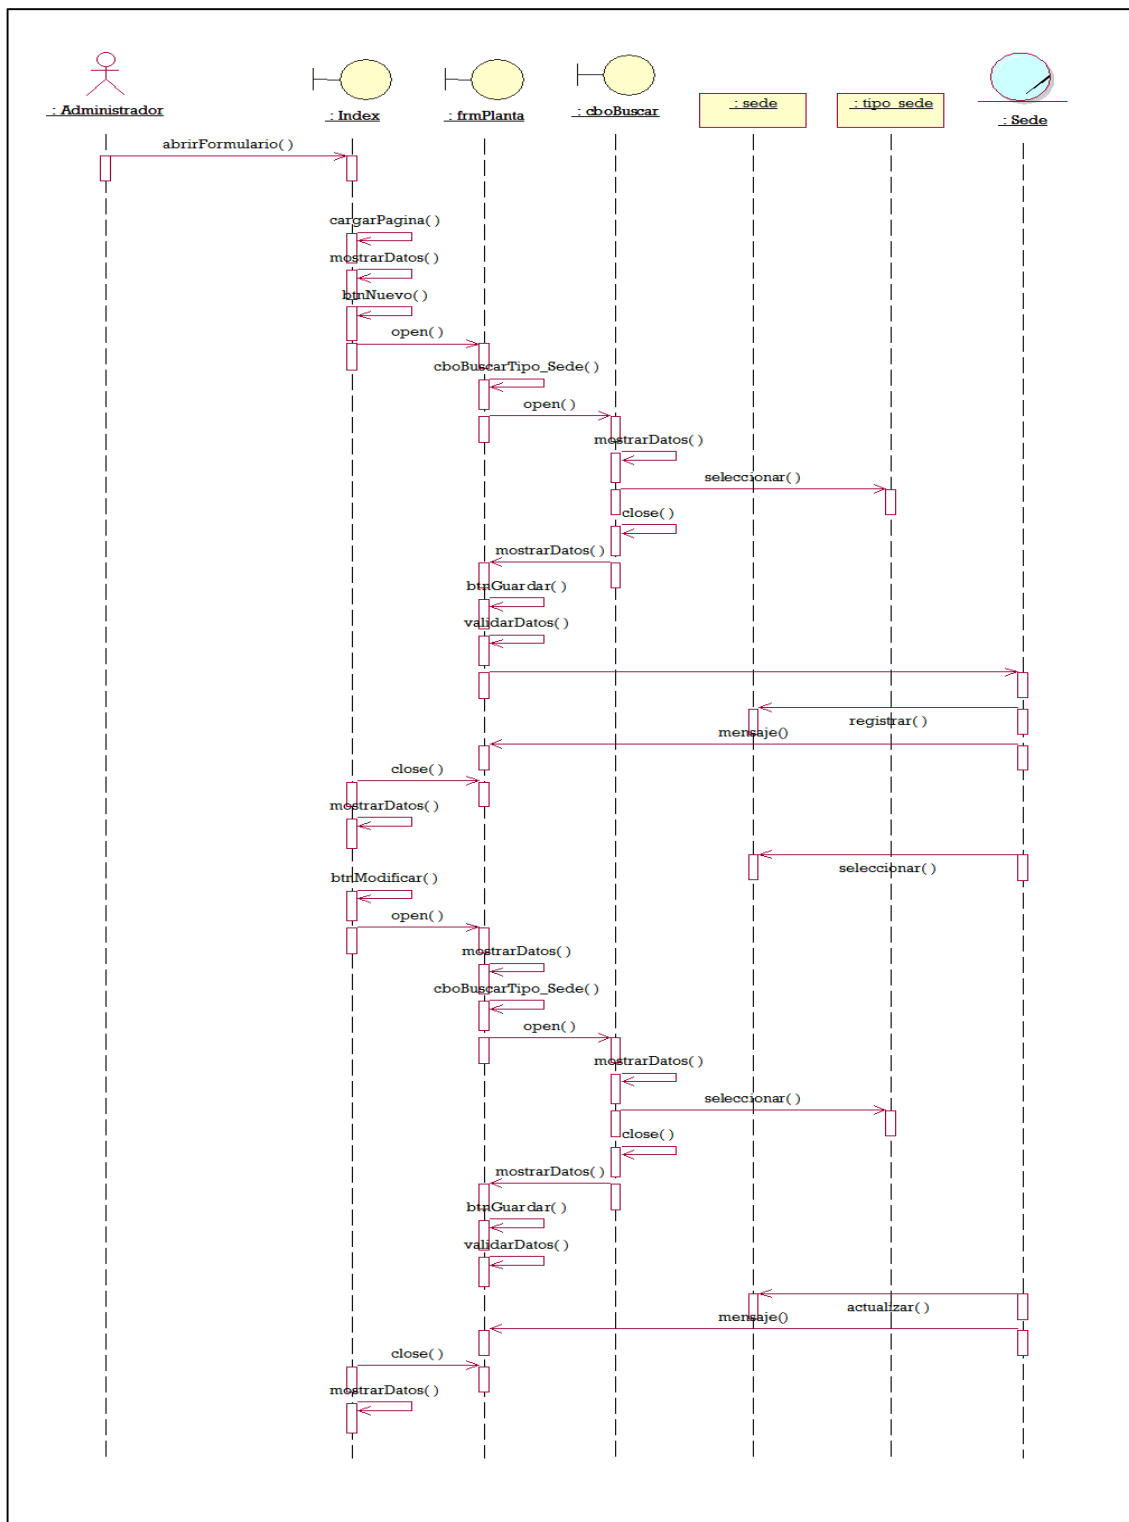 : Administrador
: Index
: frmPlanta
: cboBuscar
: sede
: tipo_sede
: Sede
abrirFormulario( )
cargarPagina( )
mostrarDatos( )
btnNuevo( )
open( )
cboBuscarTipo_Sede( )
open( )
mostrarDatos( )
seleccionar( )
close( )
mostrarDatos( )
btnGuardar( )
validarDatos( )
registrar( )
mensaje()
close( )
mostrarDatos( )
seleccionar( )
btnModificar( )
open( )
mostrarDatos( )
cboBuscarTipo_Sede( )
open( )
mostrarDatos( )
seleccionar( )
close( )
mostrarDatos( )
btnGuardar( )
validarDatos( )
actualizar( )
mensaje()
close( )
mostrarDatos( )